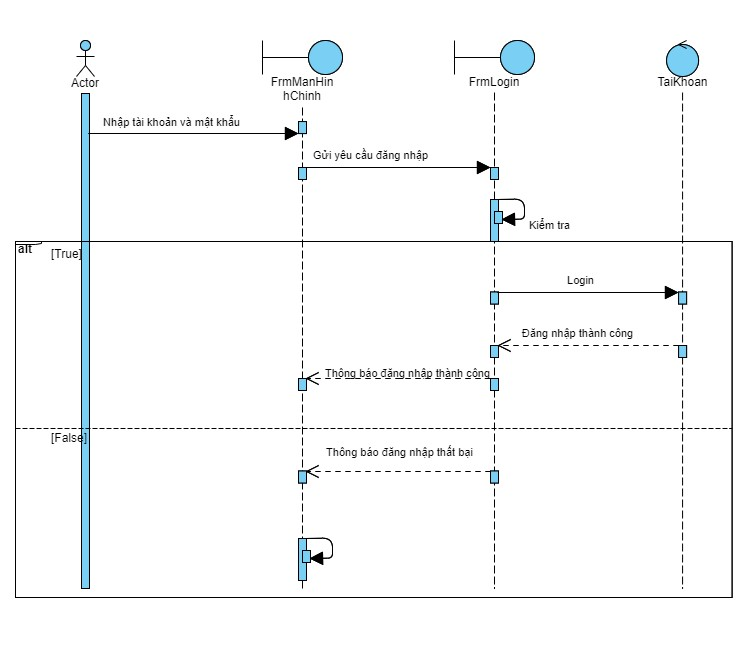 Actor
FrmManHin
hChinh
FrmLogin
TaiKhoan
Nhập tài khoản và mật khẩu
Gửi yêu cầu đăng nhập
Kiểm tra
alt
[True]
Login
Đăng nhập thành công
Thông báo đăng nhập thành công
[False]
Thông báo đăng nhập thất bại